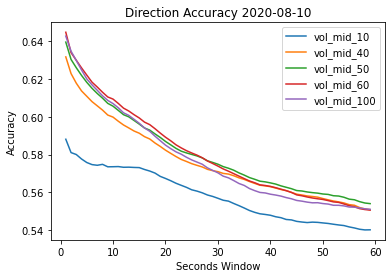 Direction Accuracy 2020-08-10
vol_mid_10
vol_mid_40
vol_mid_50
vol_mid_60
vol_mid_100
Accuracy
0.64
0.62
0.60
0.58
0.56
0.54
0 10 20 30 40 50 60
Seconds Window